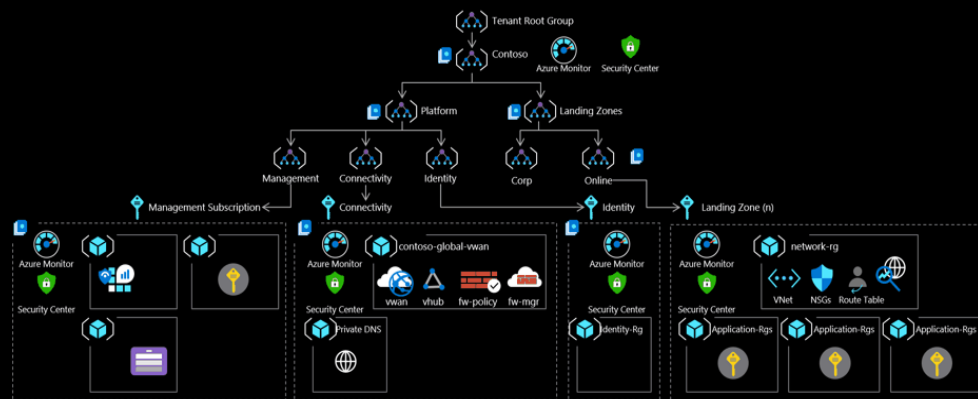 Tenant Root Group
Contoso
Azure Monitor
Security Center
Platform
Landing Zones
Management
Connectivity
Identity
Corp
Online
Management Subscription
Connectivity
Identity
Landing Zone (n)
Azure Monitor
Security Center
Azure Monitor
Security Center
contoso-global-vwan
vwan
vhub
fw-policy
fw-mgr
Private DNS
Azure Monitor
Security Center
Identity-Rg
Azure Monitor
Security Center
network-rg
VNet
NSGs
Route Table
Application-Rgs
Application-Rgs
Application-Rgs